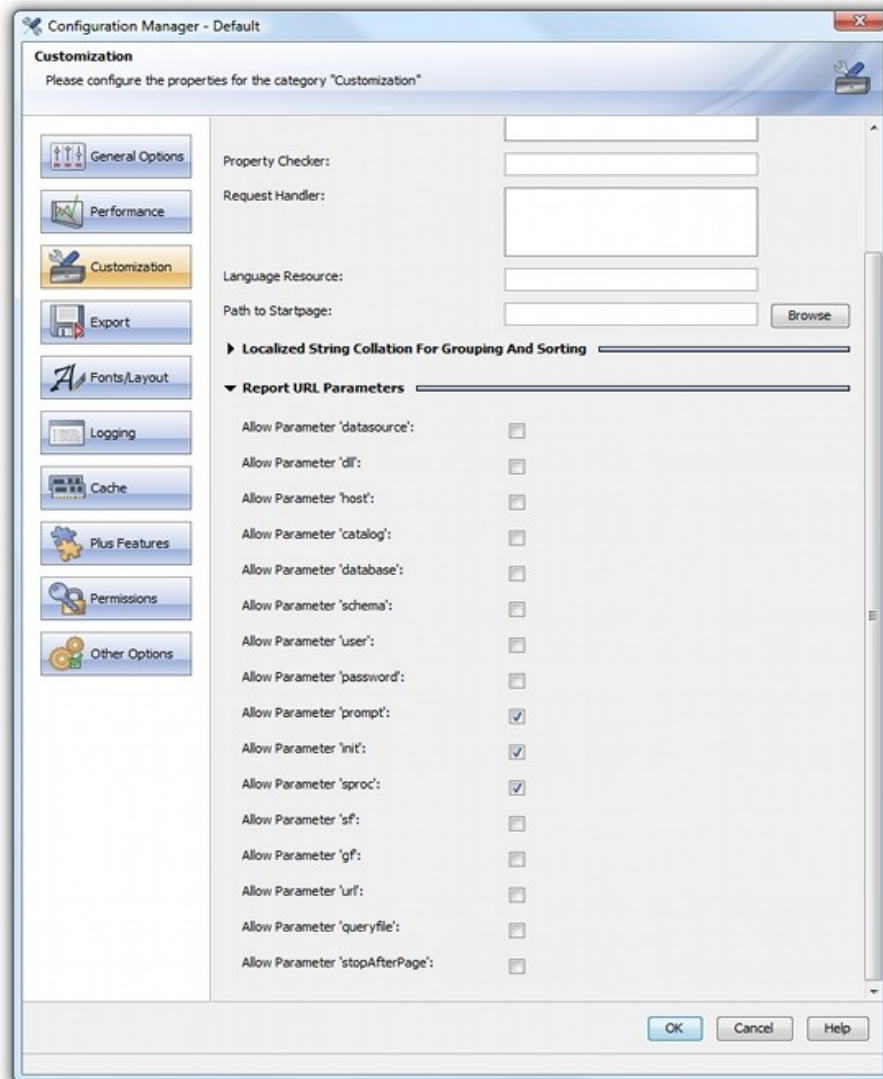 Configuration Manager - Default
Customization
Please configure the properties for the category "Customization"
General Options
Performance
Customization
Export
Fonts/Layout
Logging
Cache
Plus Features
Permissions
Other Options
Property Checker:
Request Handler:
Language Resource:
Path to Startpage:
Browse
Localized String Collation For Grouping And Sorting
Report URL Parameters
Allow Parameter 'datasource':
Allow Parameter 'dll':
Allow Parameter 'host':
Allow Parameter 'catalog':
Allow Parameter 'database':
Allow Parameter 'schema':
Allow Parameter 'user':
Allow Parameter 'password':
Allow Parameter 'prompt':
Allow Parameter 'init':
Allow Parameter 'sproc':
Allow Parameter 'sf':
Allow Parameter 'gf':
Allow Parameter 'url':
Allow Parameter 'queryfile':
Allow Parameter 'stopAfterPage':
OK Cancel Help